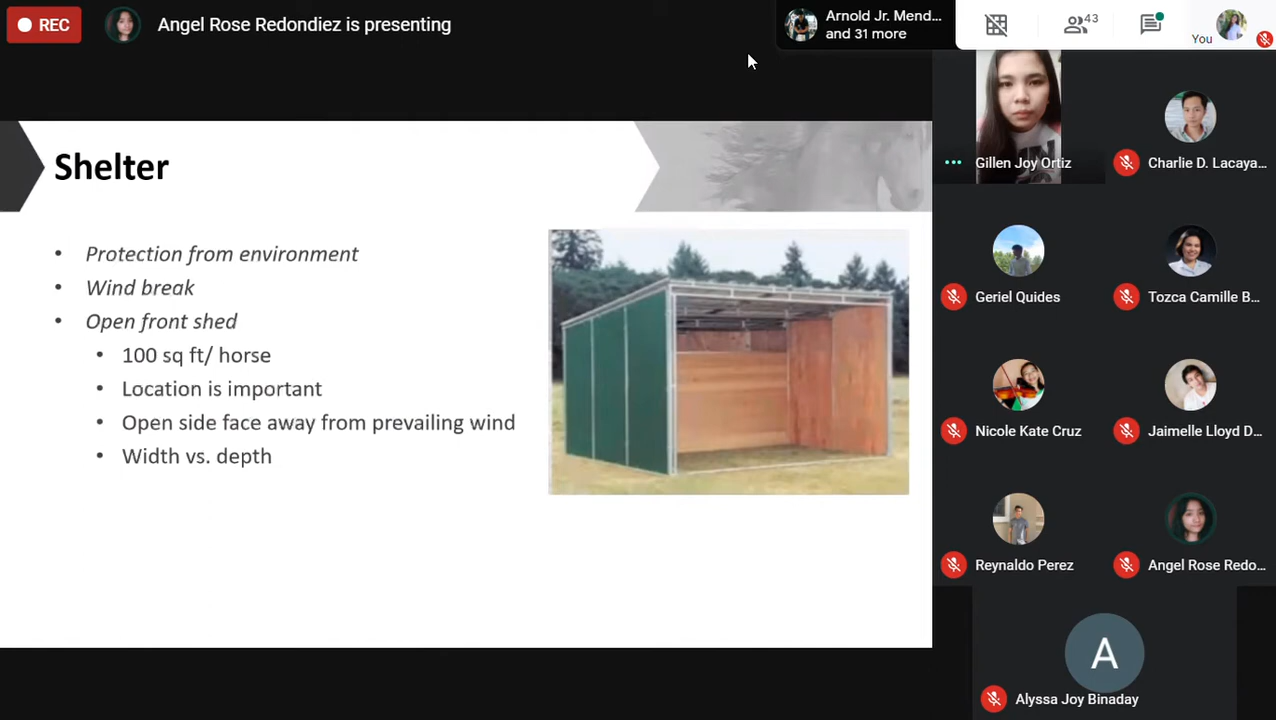 REC
Angel Rose Redondiez is presenting
Arnold Jr. Mend...
and 31 more
43
You
Shelter
• Protection from environment
• Wind break
• Open front shed
• 100 sq ft/ horse
• Location is important
• Open side face away from prevailing wind
• Width vs. depth
Gillen Joy Ortiz
Charlie D. Lacaya...
Geriel Quides
Tozca Camille B...
Nicole Kate Cruz
Jaimelle Lloyd D...
Reynaldo Perez
Angel Rose Redo...
A
Alyssa Joy Binaday